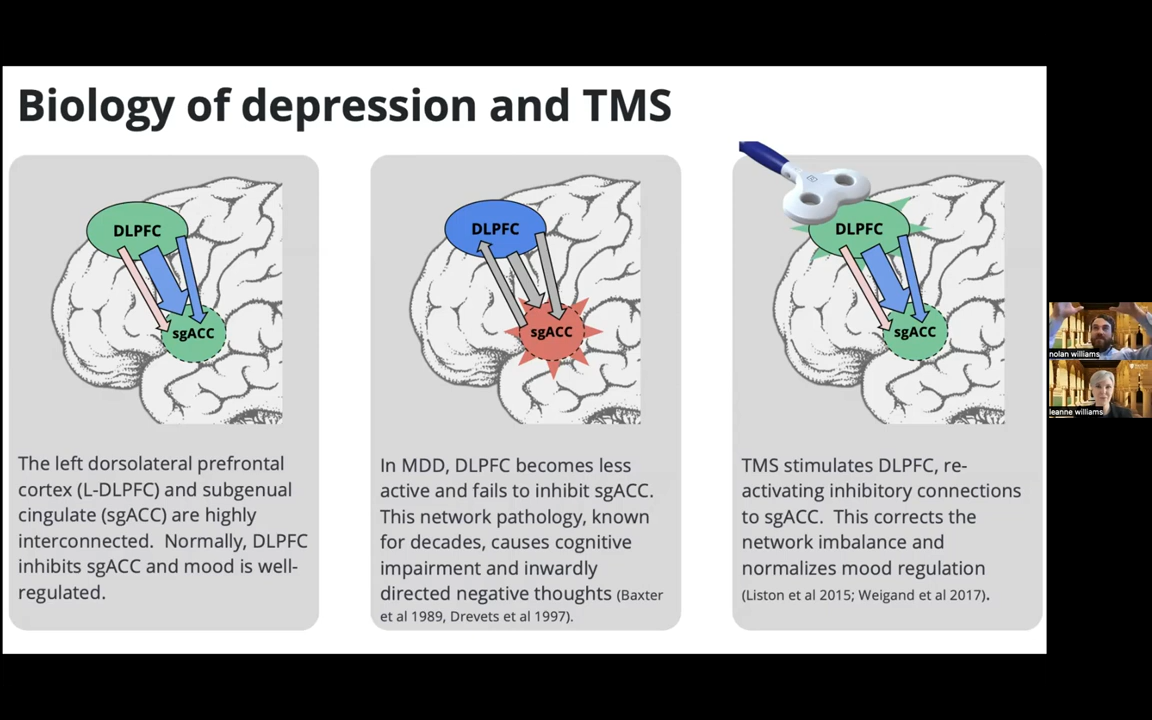 Biology of depression and TMS
DLPFC
sgACC
The left dorsolateral prefrontal
cortex (L-DLPFC) and subgenual
cingulate (sgACC) are highly
interconnected.  Normally, DLPFC
inhibits sgACC and mood is well-
regulated.
DLPFC
sgACC
In MDD, DLPFC becomes less
active and fails to inhibit sgACC.
This network pathology, known
for decades, causes cognitive
impairment and inwardly
directed negative thoughts (Baxter
et al 1989, Drevets et al 1997).
DLPFC
sgACC
TMS stimulates DLPFC, re-
activating inhibitory connections
to sgACC.  This corrects the
network imbalance and
normalizes mood regulation
(Liston et al 2015; Weigand et al 2017).
nolan williams
leanne williams